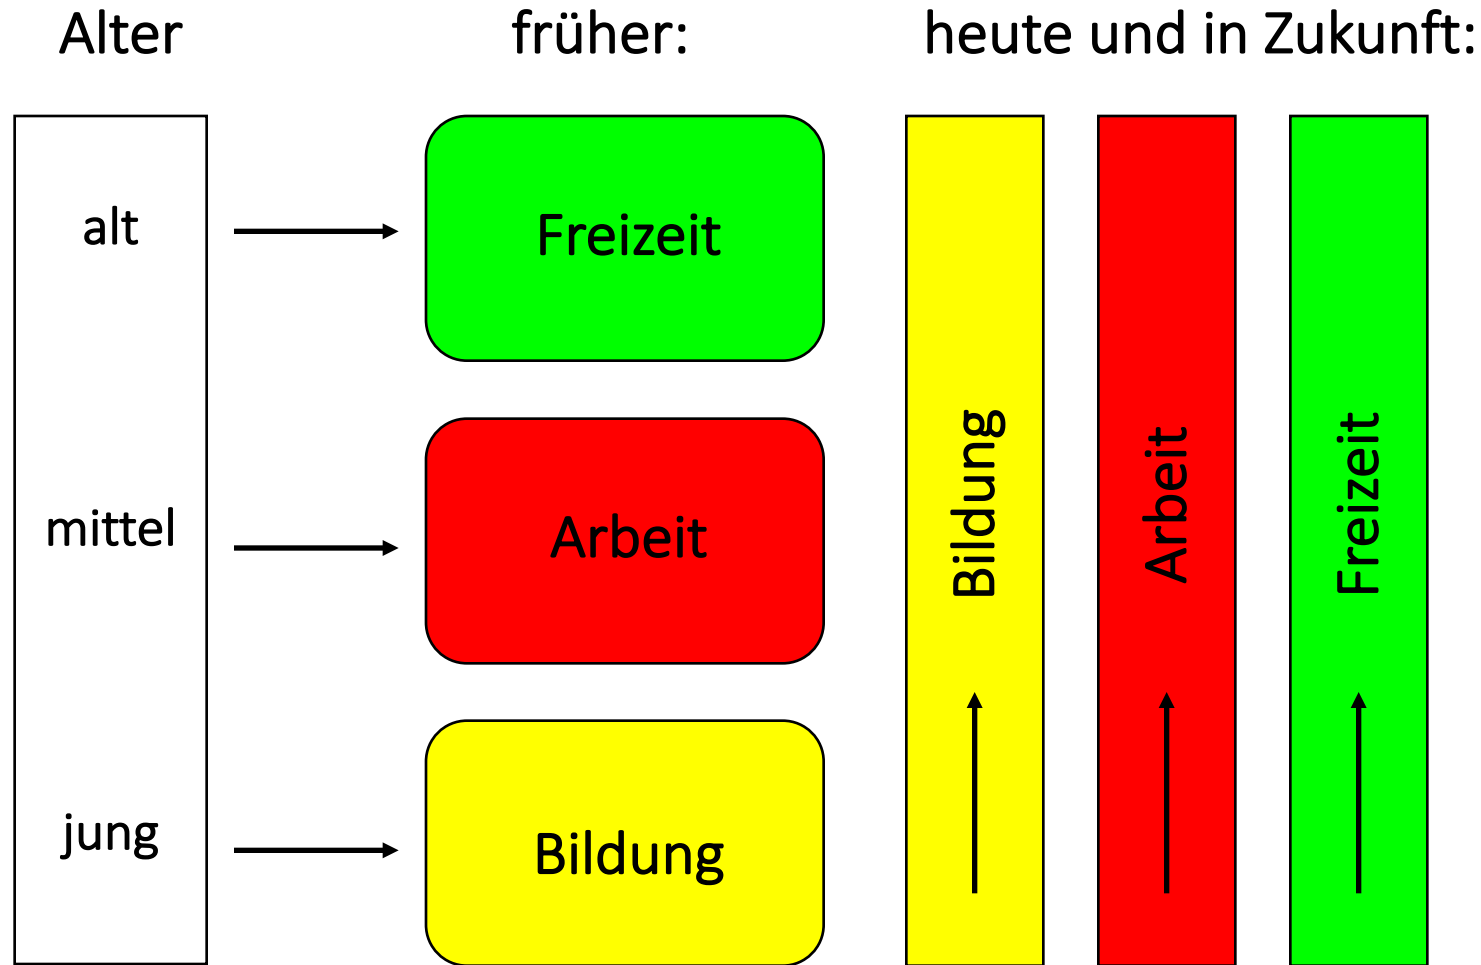 Alter früher: heute und in Zukunft:
alt
Freizeit
mittel
Arbeit
jung
Bildung
Bildung
Arbeit
Freizeit